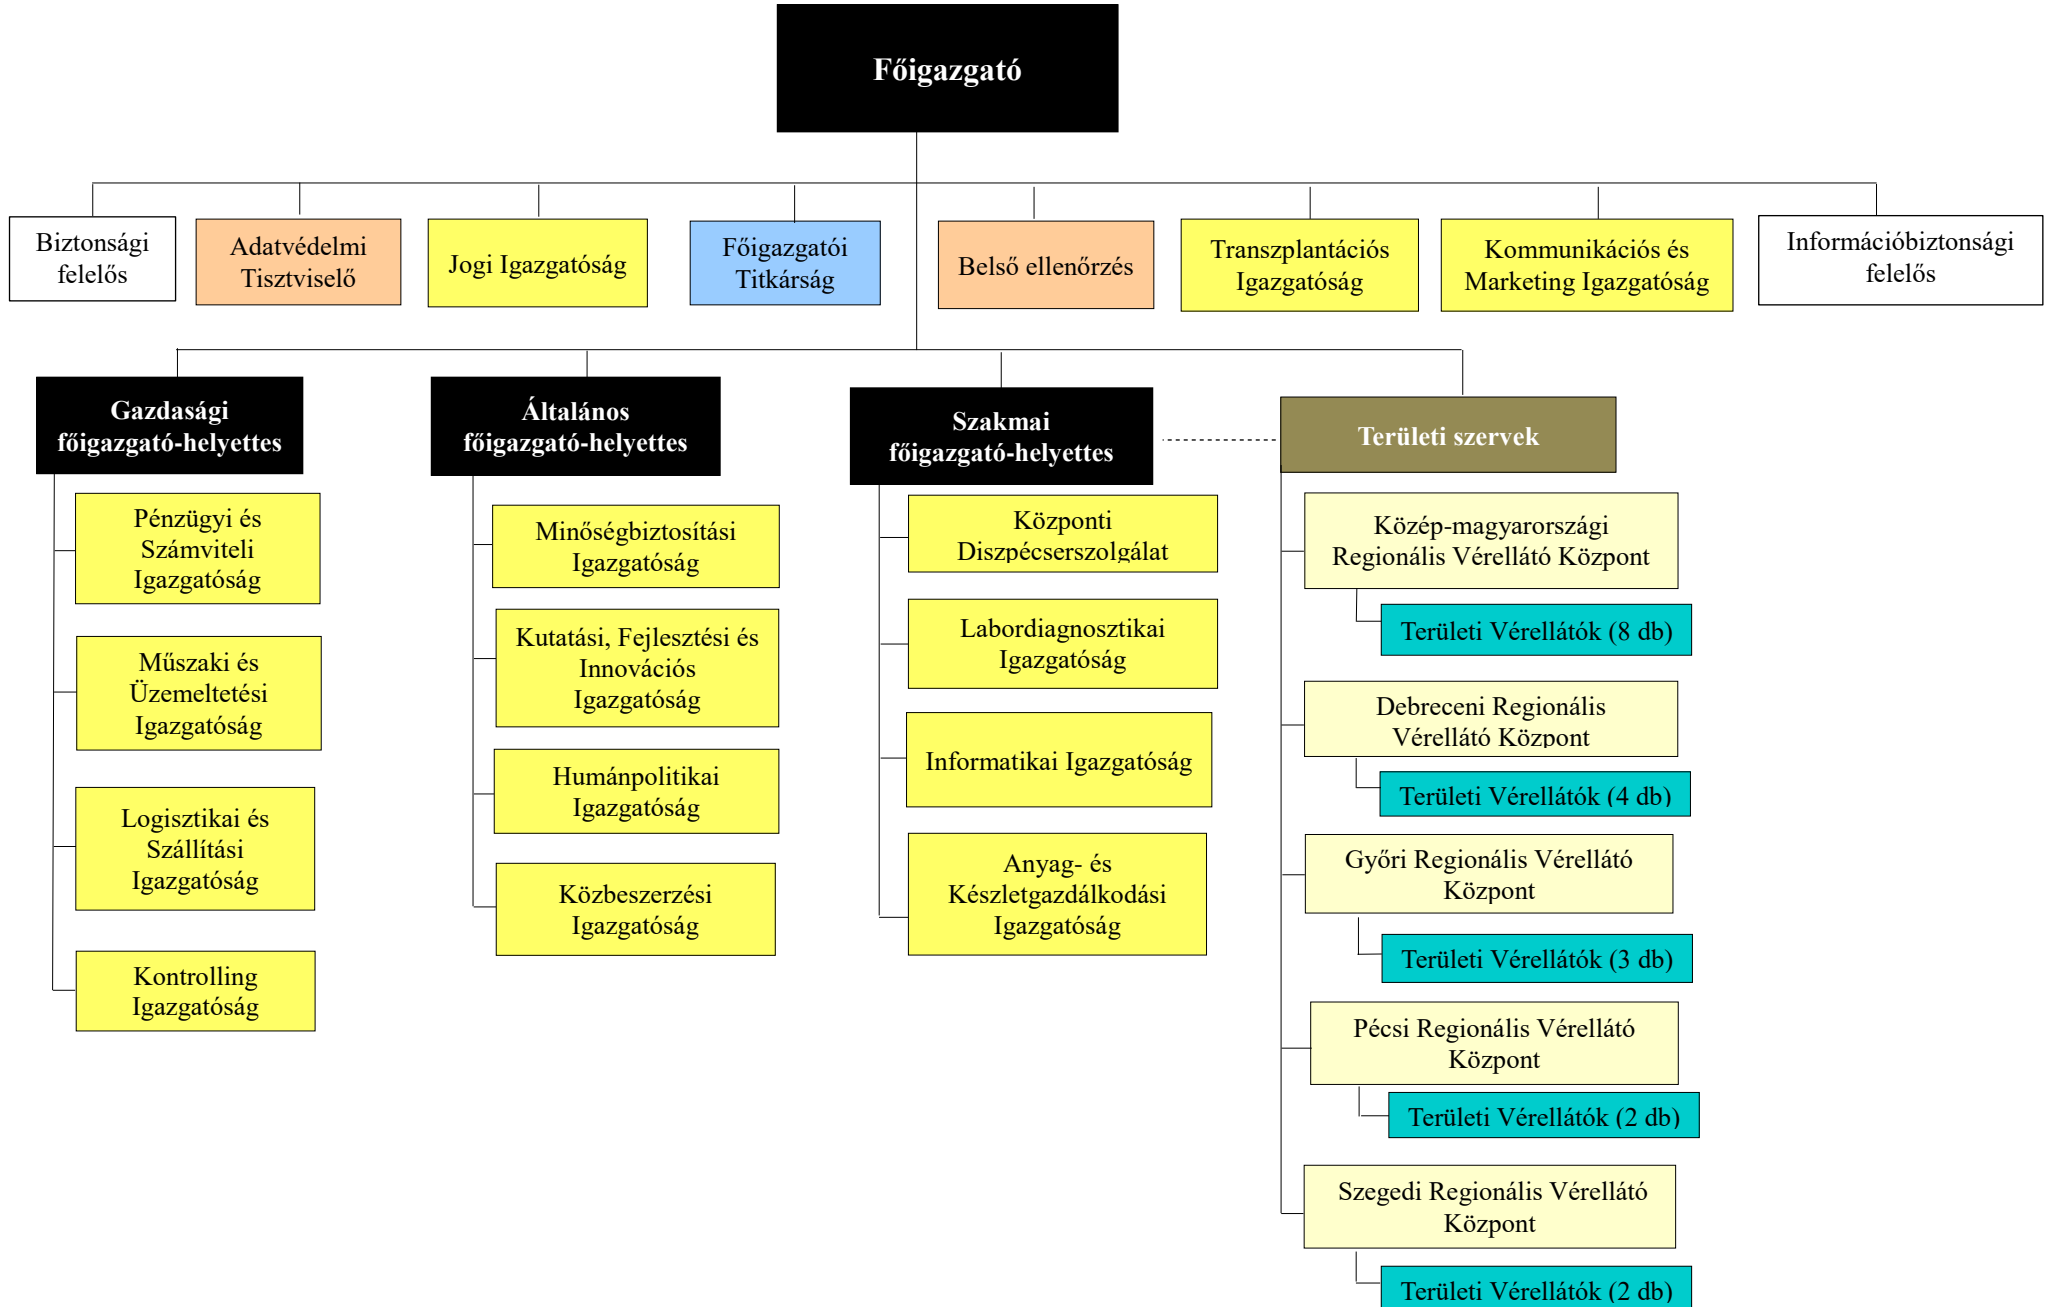 Főigazgató
Biztonsági
felelős
Adatvédelmi
Tisztviselő
Jogi Igazgatóság
Főigazgatói
Titkárság
Belső ellenőrzés
Transzplantációs
Igazgatóság
Kommunikációs és
Marketing Igazgatóság
Információbiztonsági
felelős
Gazdasági
főigazgató-helyettes
Általános
főigazgató-helyettes
Szakmai
főigazgató-helyettes
Területi szervek
Pénzügyi és
Számviteli
Igazgatóság
Műszaki és
Üzemeltetési
Igazgatóság
Logisztikai és
Szállítási
Igazgatóság
Kontrolling
Igazgatóság
Minőségbiztosítási
Igazgatóság
Kutatási, Fejlesztési és
Innovációs
Igazgatóság
Humánpolitikai
Igazgatóság
Közbeszerzési
Igazgatóság
Központi
Diszpécserszolgálat
Labordiagnosztikai
Igazgatóság
Informatikai Igazgatóság
Anyag- és
Készletgazdálkodási
Igazgatóság
Közép-magyarországi
Regionális Vérellátó Központ
Területi Vérellátók (8 db)
Debreceni Regionális
Vérellátó Központ
Területi Vérellátók (4 db)
Győri Regionális Vérellátó
Központ
Területi Vérellátók (3 db)
Pécsi Regionális Vérellátó
Központ
Területi Vérellátók (2 db)
Szegedi Regionális Vérellátó
Központ
Területi Vérellátók (2 db)